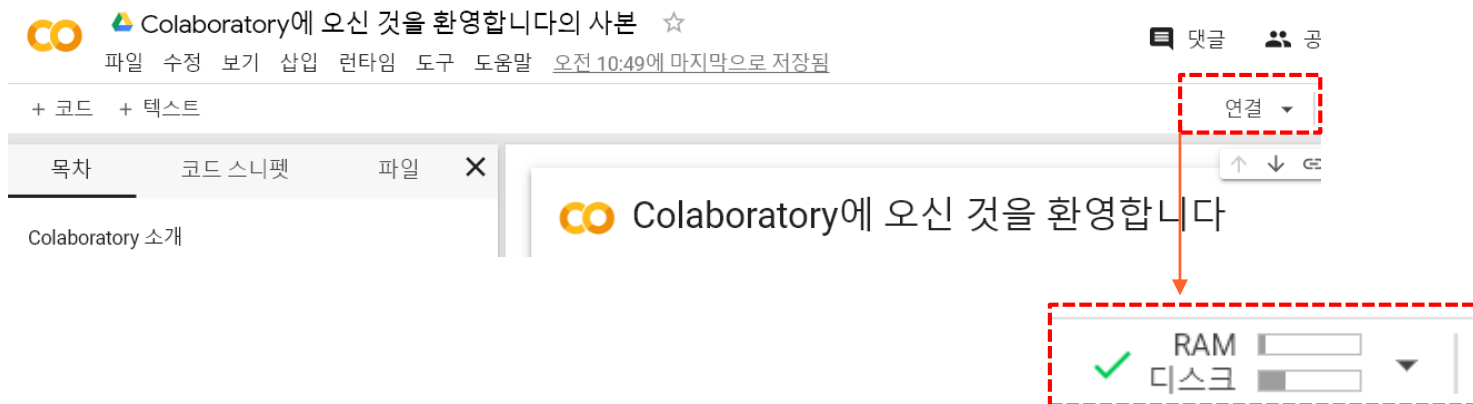 Colaboratory에 오신 것을 환영합니다의 사본
댓글 공
파일 수정 보기 삽입 런타임 도구 도움말 오전 10:49에 마지막으로 저장됨
+ 코드 + 텍스트 연결
목차 코드 스니펫 파일
CO Colaboratory에 오신 것을 환영합니다
Colaboratory 소개
RAM
디스크